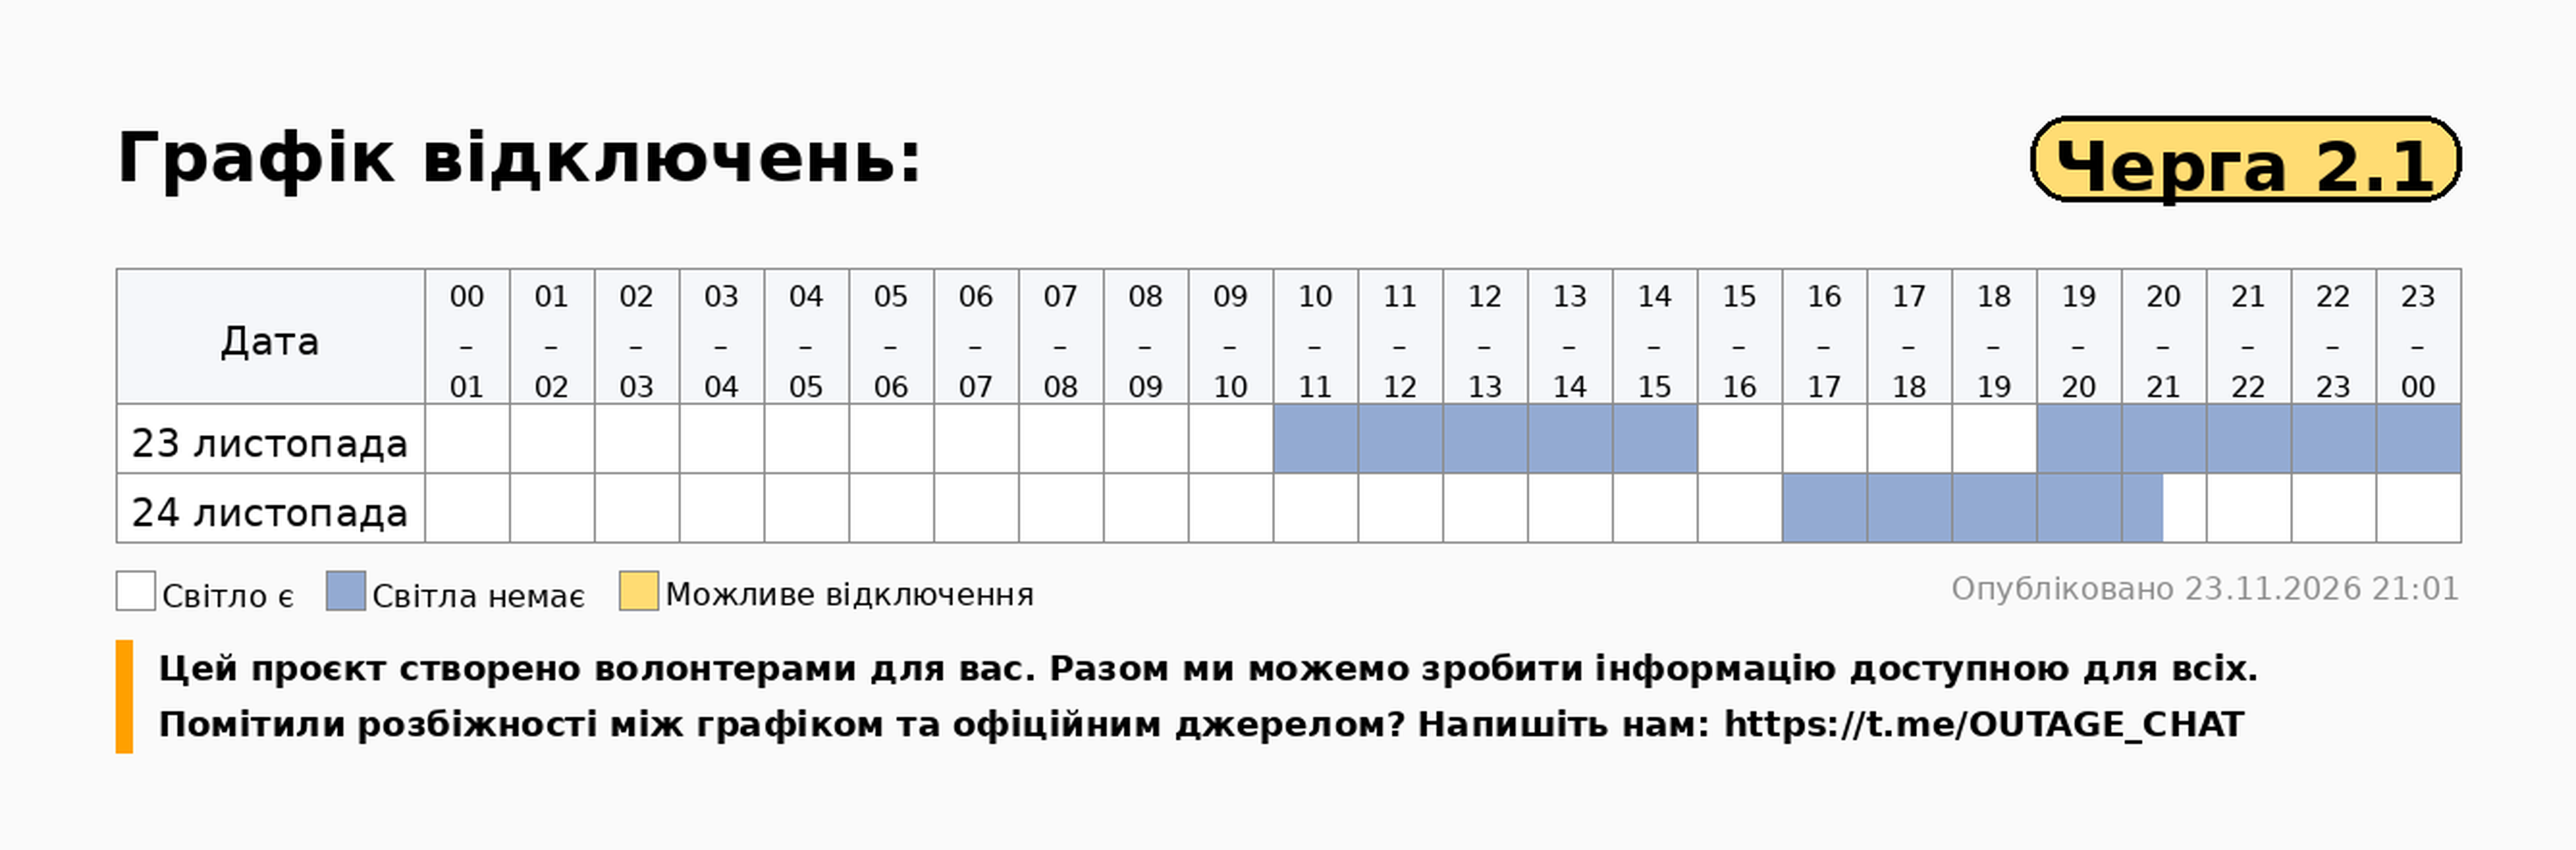 Графік відключень:
Черга 2.1
Дата
00 – 01
01 – 02
02 – 03
03 – 04
04 – 05
05 – 06
06 – 07
07 – 08
08 – 09
09 – 10
10 – 11
11 – 12
12 – 13
13 – 14
14 – 15
15 – 16
16 – 17
17 – 18
18 – 19
19 – 20
20 – 21
21 – 22
22 – 23
23 – 00
23 листопада
24 листопада
Світло є
Світла немає
Можливе відключення
Опубліковано 23.11.2026 21:01
Цей проєкт створено волонтерами для вас. Разом ми можемо зробити інформацію доступною для всіх.
Помітили розбіжності між графіком та офіційним джерелом? Напишіть нам: https://t.me/OUTAGE_CHAT